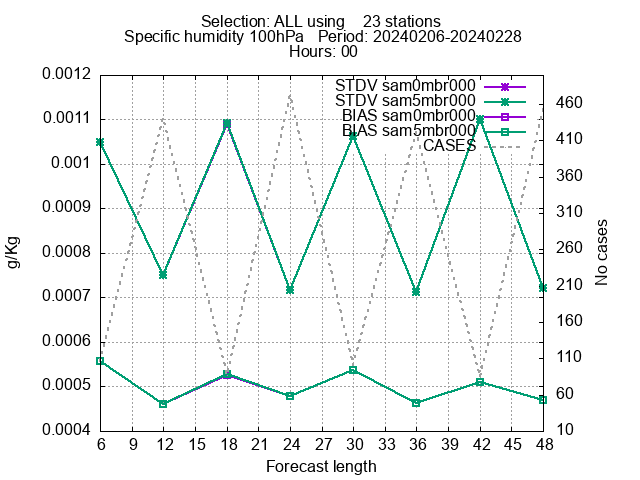 Selection: ALL using    23 stations
Specific humidity 100hPa   Period: 20240206-20240228
Hours: 00
STDV sam0mbr000
STDV sam5mbr000
BIAS sam0mbr000
BIAS sam5mbr000
CASES
0.0012
0.0011
0.001
0.0009
0.0008
0.0007
0.0006
0.0005
0.0004
g/Kg
460
410
360
310
260
210
160
110
60
10
No cases
6 9 12 15 18 21 24 27 30 33 36 39 42 45 48
Forecast length